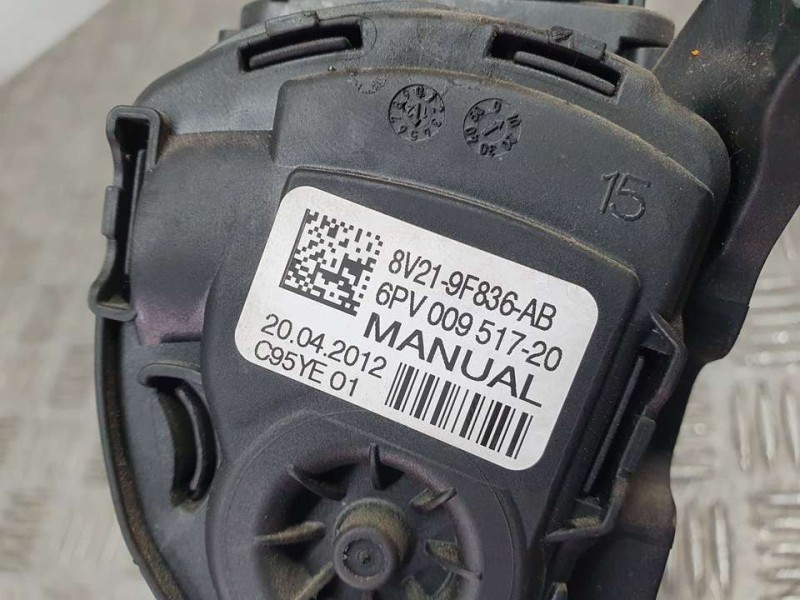 15
8V21-9F836-AB
6PV 009 517-20
MANUAL
20.04.2012
C95YE 01